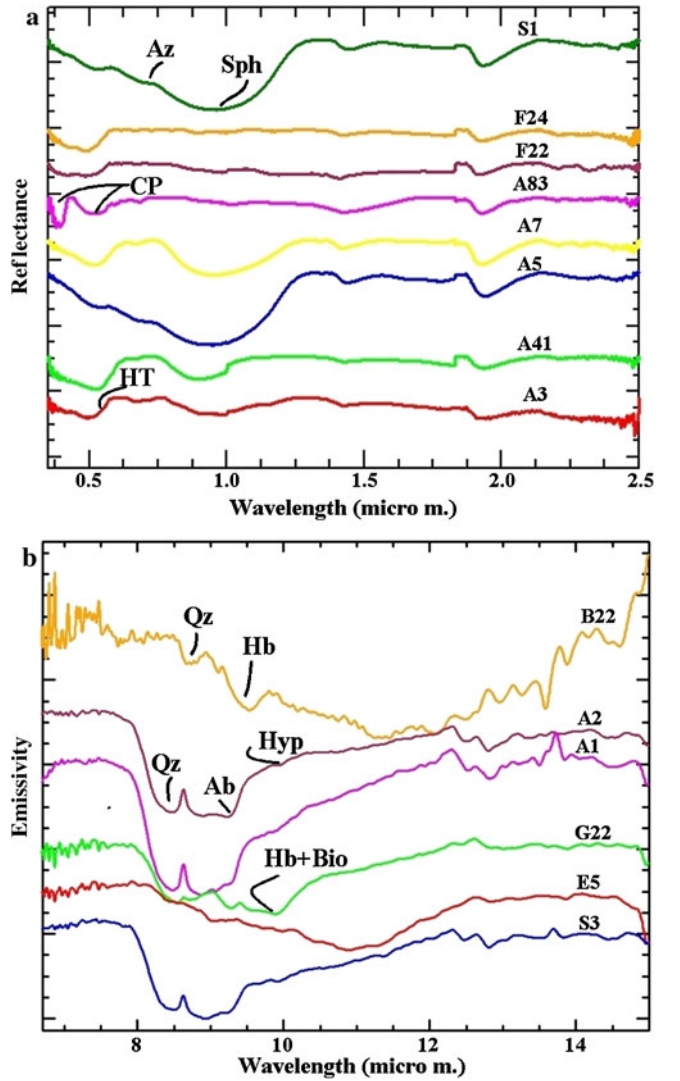 a
S1
Az
Sph
F24
F22
A83
CP
A7
A5
A41
HT
A3
Reflectance
0.5 1.0 1.5 2.0 2.5
Wavelength (micro m.)
b
B22
Qz
Hb
A2
Hyp
A1
Qz
Ab
Hb+Bio
G22
E5
S3
Emissivity
8 10 12 14
Wavelength (micro m.)